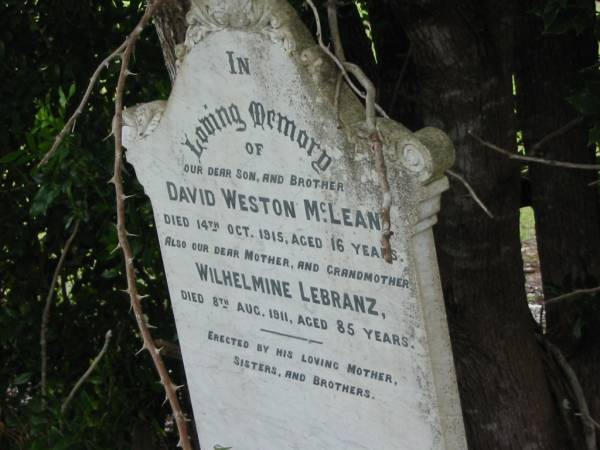 IN
Loving Memory
OF
OUR DEAR SON, AND BROTHER
DAVID WESTON MCLEAN,
DIED 14TH OCT. 1915, AGED 16 YEARS.
ALSO OUR DEAR MOTHER, AND GRANDMOTHER
WILHELMINE LEBRANZ,
DIED 8TH AUG. 1911, AGED 85 YEARS.
ERECTED BY HIS LOVING MOTHER,
SISTERS, AND BROTHERS.